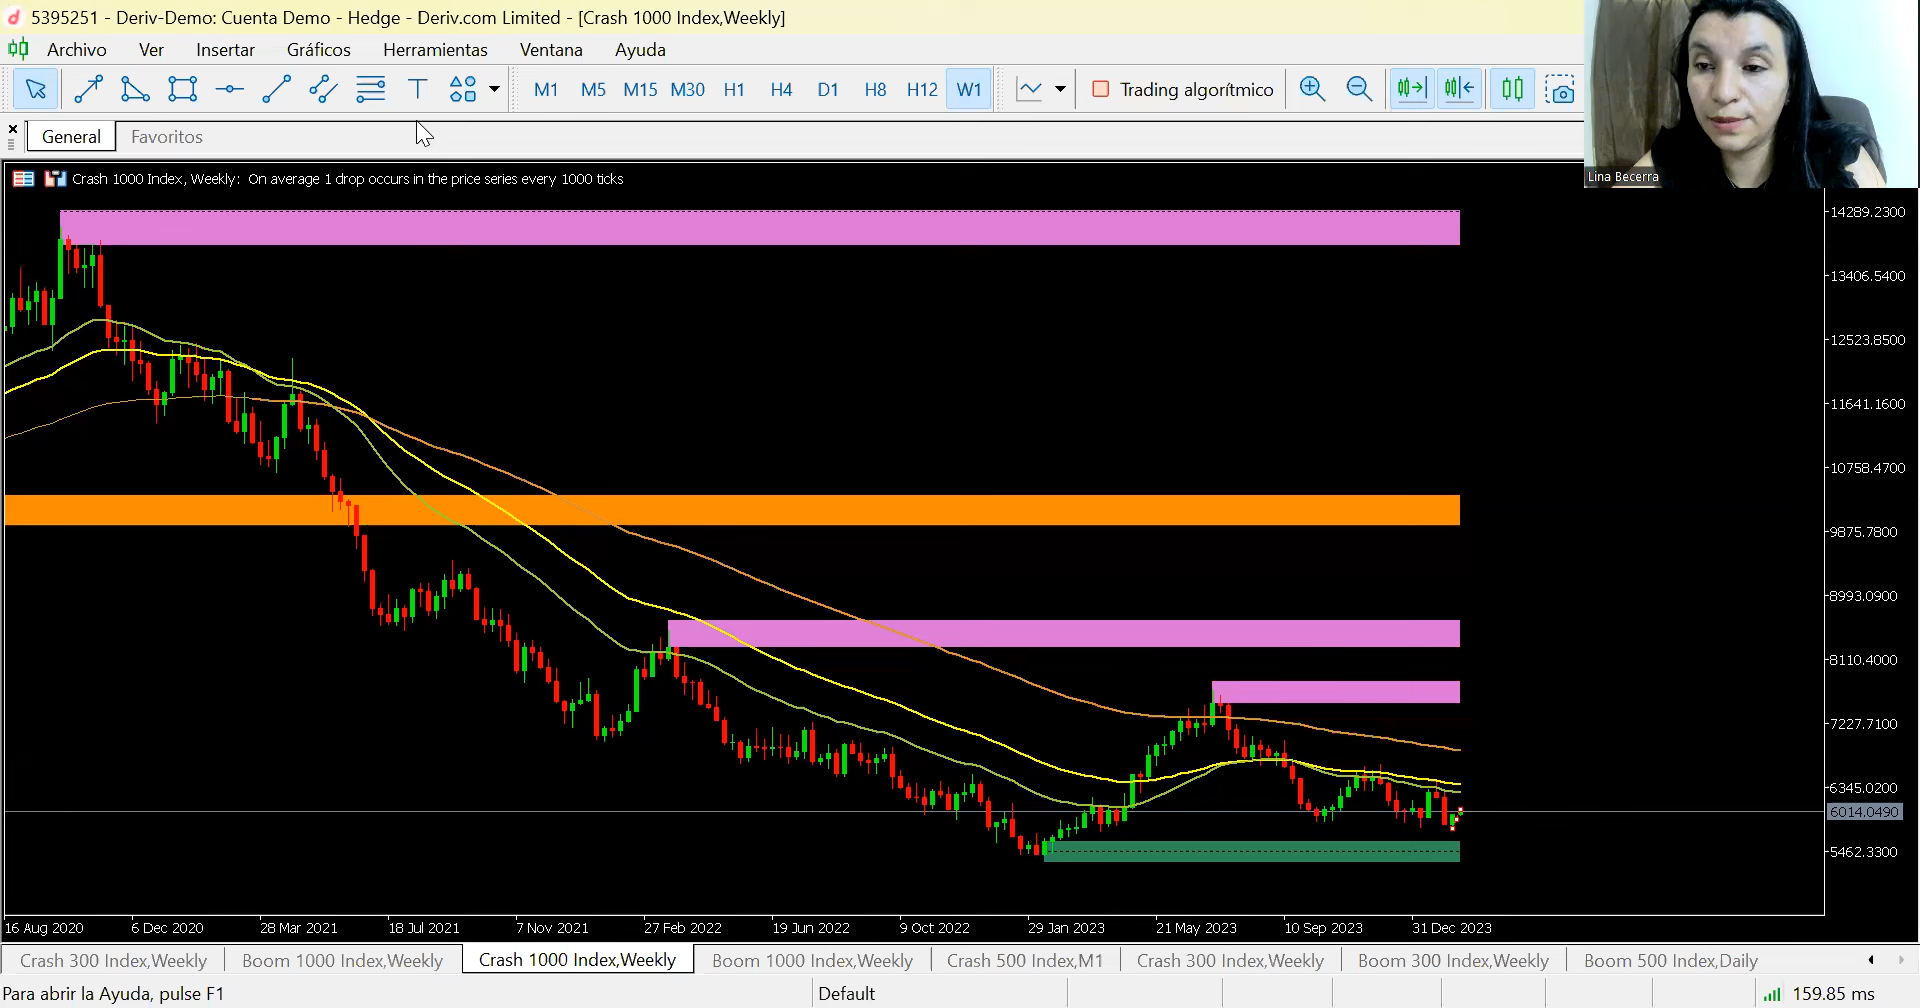 5395251 - Deriv-Demo: Cuenta Demo - Hedge - Deriv.com Limited - [Crash 1000 Index,Weekly]
Archivo Ver Insertar Gráficos Herramientas Ventana Ayuda
M1 M5 M15 M30 H1 H4 D1 H8 H12 W1 Trading algorítmico
General Favoritos
Lina Becerra
Crash 1000 Index, Weekly: On average 1 drop occurs in the price series every 1000 ticks
14289.2300
13406.5400
12523.8500
11641.1600
10758.4700
9875.7800
8993.0900
8110.4000
7227.7100
6345.0200
6014.0490
5462.3300
16 Aug 2020 6 Dec 2020 28 Mar 2021 18 Jul 2021 7 Nov 2021 27 Feb 2022 19 Jun 2022 9 Oct 2022 29 Jan 2023 21 May 2023 10 Sep 2023 31 Dec 2023
Crash 300 Index,Weekly Boom 1000 Index,Weekly Crash 1000 Index,Weekly Boom 1000 Index,Weekly Crash 500 Index,M1 Crash 300 Index,Weekly Boom 300 Index,Weekly Boom 500 Index,Daily
Para abrir la Ayuda, pulse F1 Default 159.85 ms